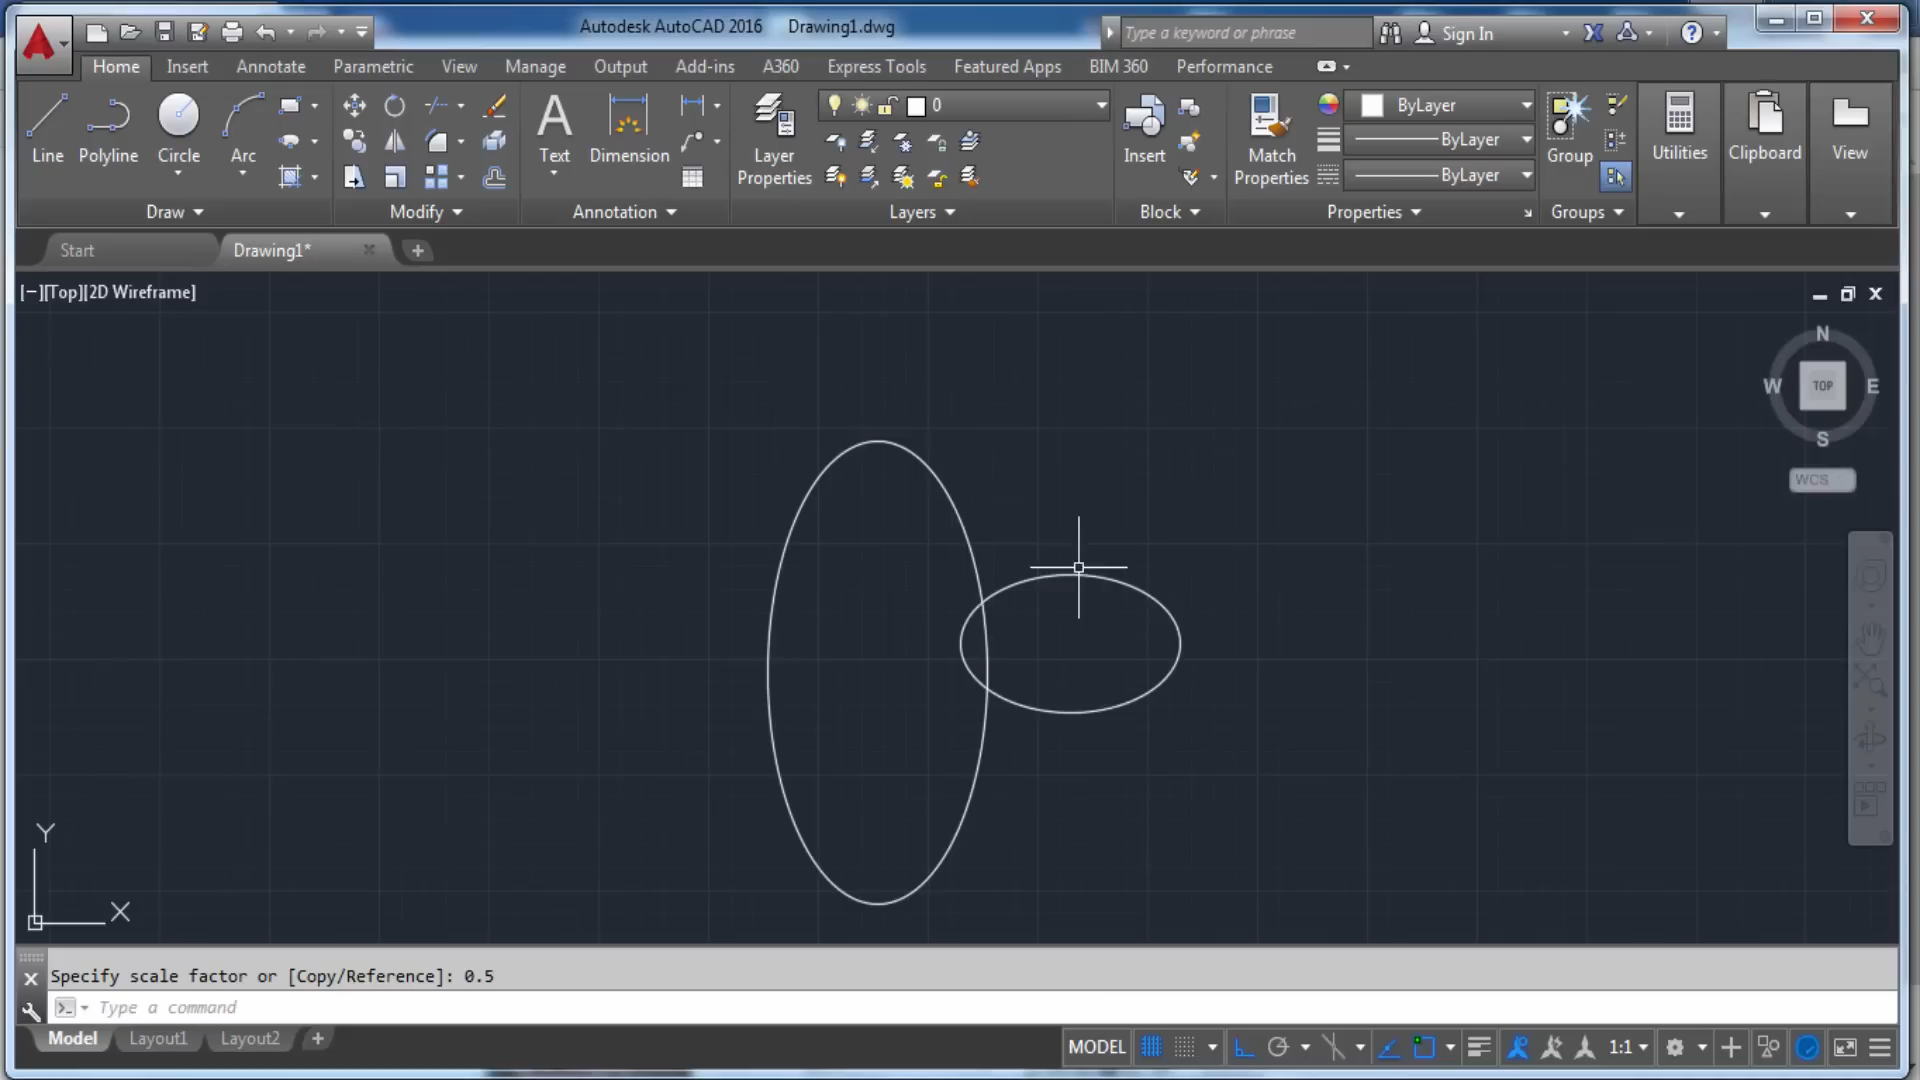 Autodesk AutoCAD 2016 Drawing1.dwg
Type a keyword or phrase
Sign In
Home Insert Annotate Parametric View Manage Output Add-ins A360 Express Tools Featured Apps BIM 360 Performance
Line Polyline Circle Arc
Text Dimension
Layer Properties
0
Insert
Match Properties
ByLayer
ByLayer
ByLayer
Group
Utilities
Clipboard
View
Draw Modify Annotation Layers Block Properties Groups
Start Drawing1*
[−][Top][2D Wireframe]
N
W TOP E
S
WCS
Y
X
Specify scale factor or [Copy/Reference]: 0.5
Type a command
Model Layout1 Layout2
MODEL 1:1